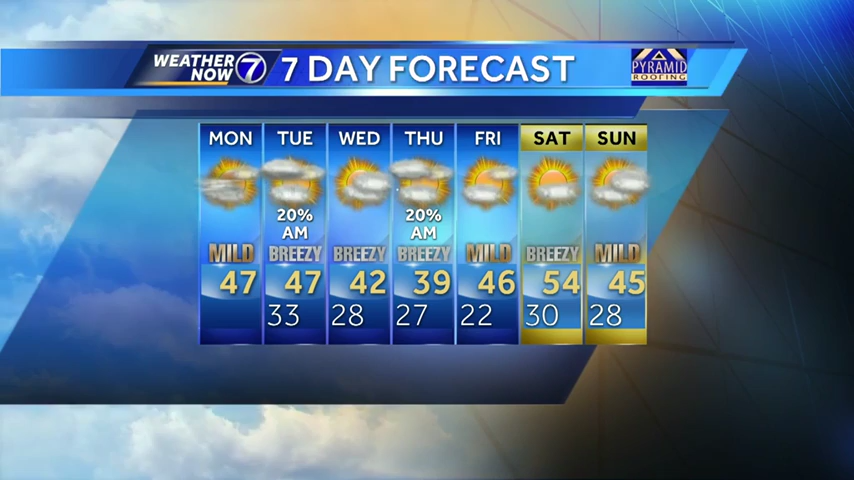 WEATHER
NOW 7
7 DAY FORECAST
PYRAMID
ROOFING
MON TUE WED THU FRI SAT SUN
20% 20%
AM AM
MILD BREEZY BREEZY BREEZY MILD BREEZY MILD
47 47 42 39 46 54 45
33 28 27 22 30 28